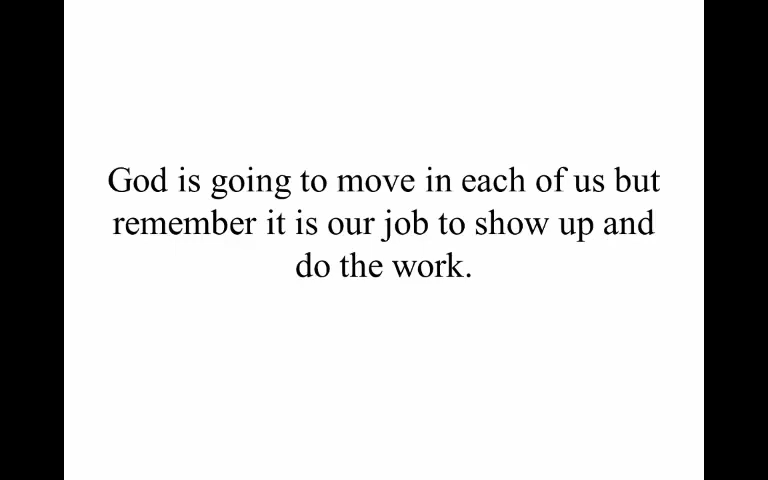 God is going to move in each of us but
remember it is our job to show up and
do the work.